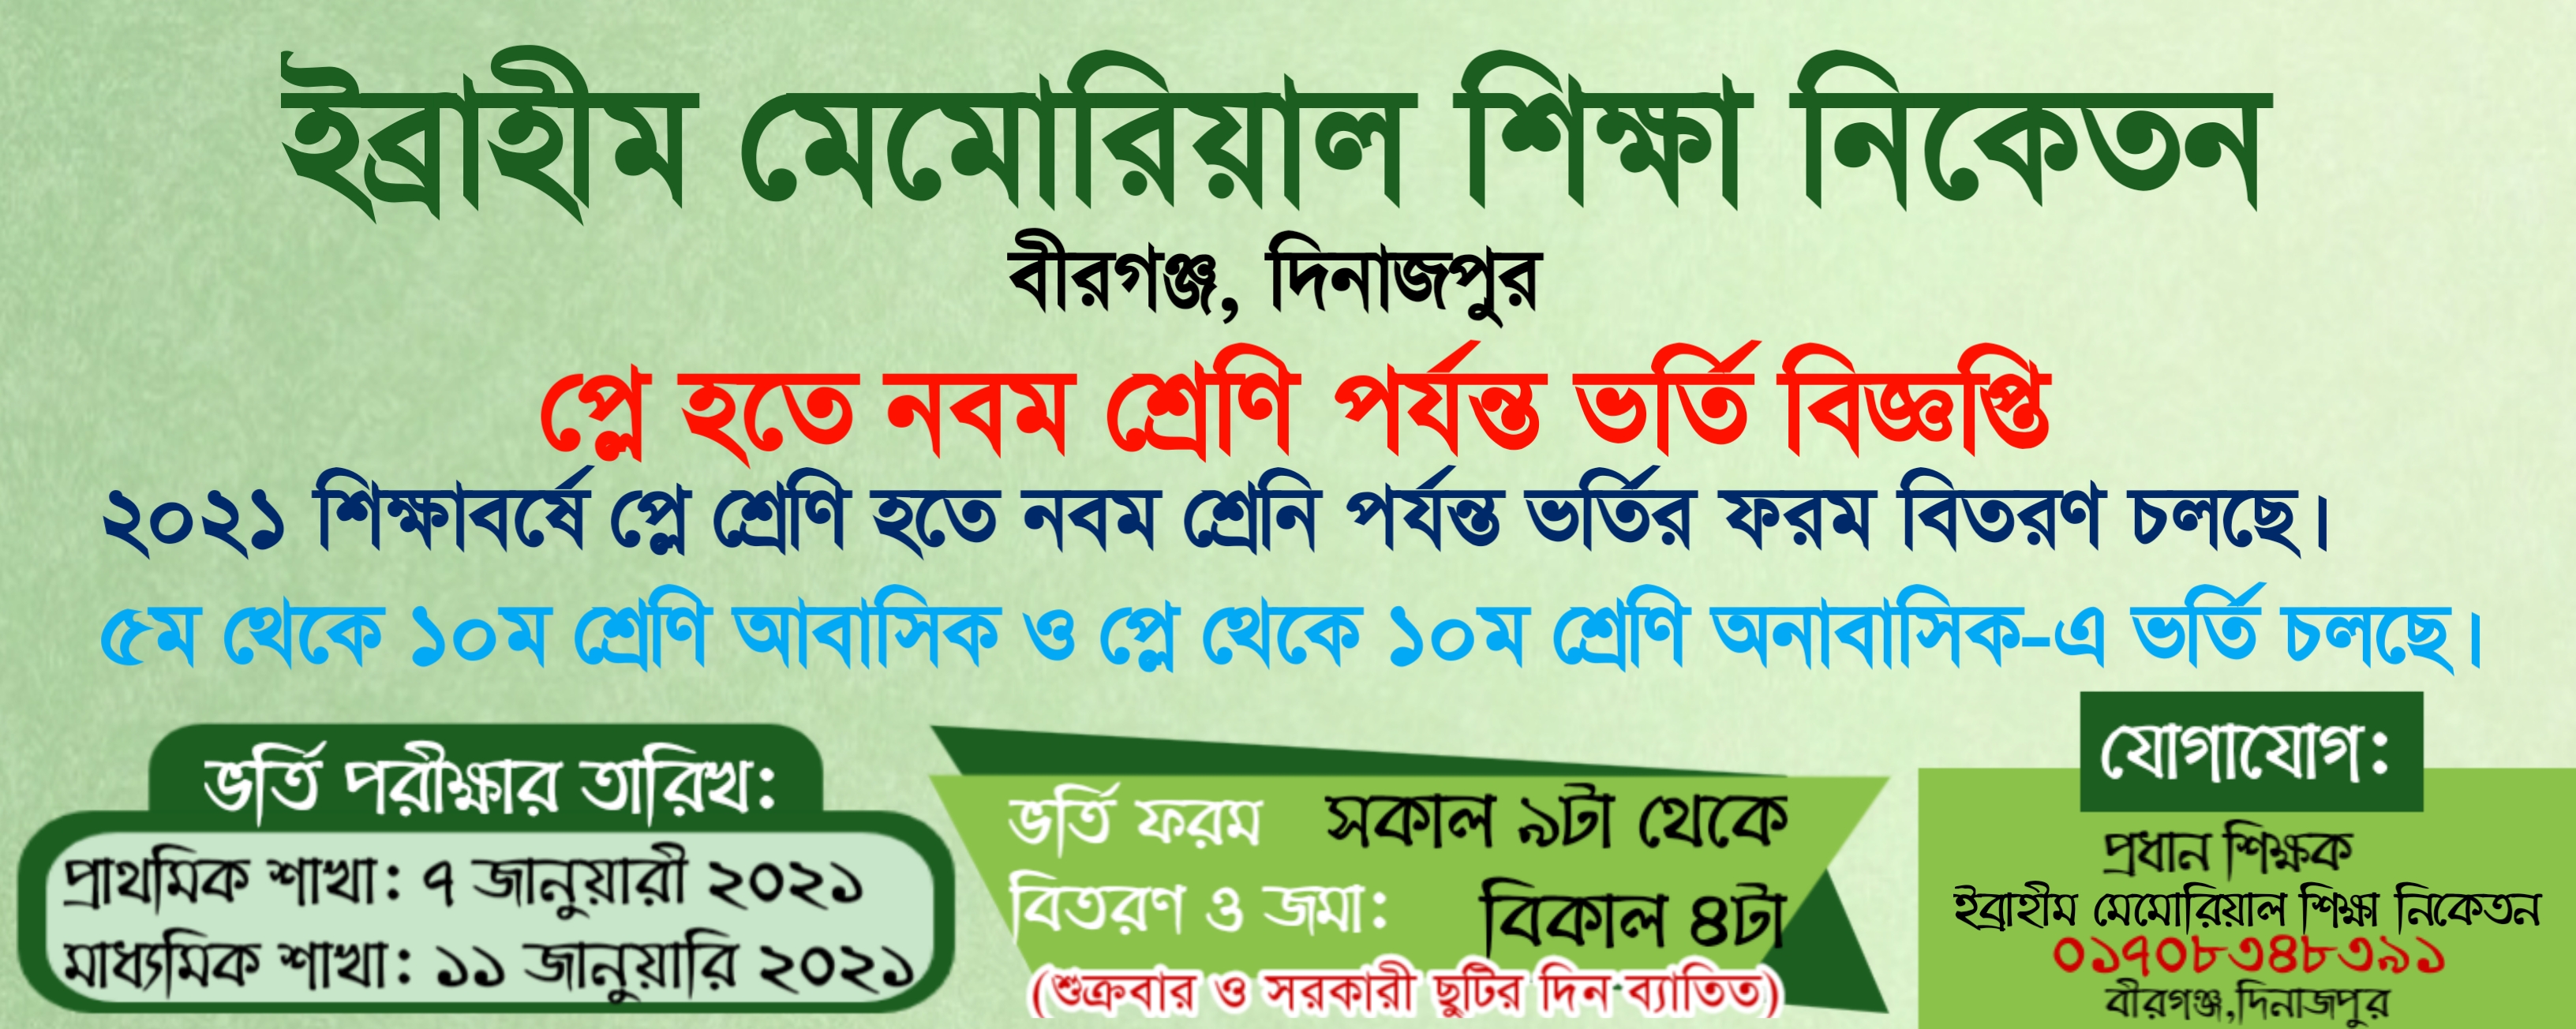 ইব্রাহীম মেমোরিয়াল শিক্ষা নিকেতন
বীরগঞ্জ, দিনাজপুর
প্লে হতে নবম শ্রেণি পর্যন্ত ভর্তি বিজ্ঞপ্তি
২০২১ শিক্ষাবর্ষে প্লে শ্রেণি হতে নবম শ্রেনি পর্যন্ত ভর্তির ফরম বিতরণ চলছে।
৫ম থেকে ১০ম শ্রেণি আবাসিক ও প্লে থেকে ১০ম শ্রেণি অনাবাসিক-এ ভর্তি চলছে।
ভর্তি পরীক্ষার তারিখ:
প্রাথমিক শাখা: ৭ জানুয়ারী ২০২১
মাধ্যমিক শাখা: ১১ জানুয়ারি ২০২১
ভর্তি ফরম
বিতরণ ও জমা:
সকাল ৯টা থেকে
বিকাল ৪টা
(শুক্রবার ও সরকারী ছুটির দিন ব্যাতিত)
যোগাযোগ:
প্রধান শিক্ষক
ইব্রাহীম মেমোরিয়াল শিক্ষা নিকেতন
০১৭০৮৩৪৮৩৯১
বীরগঞ্জ,দিনাজপুর